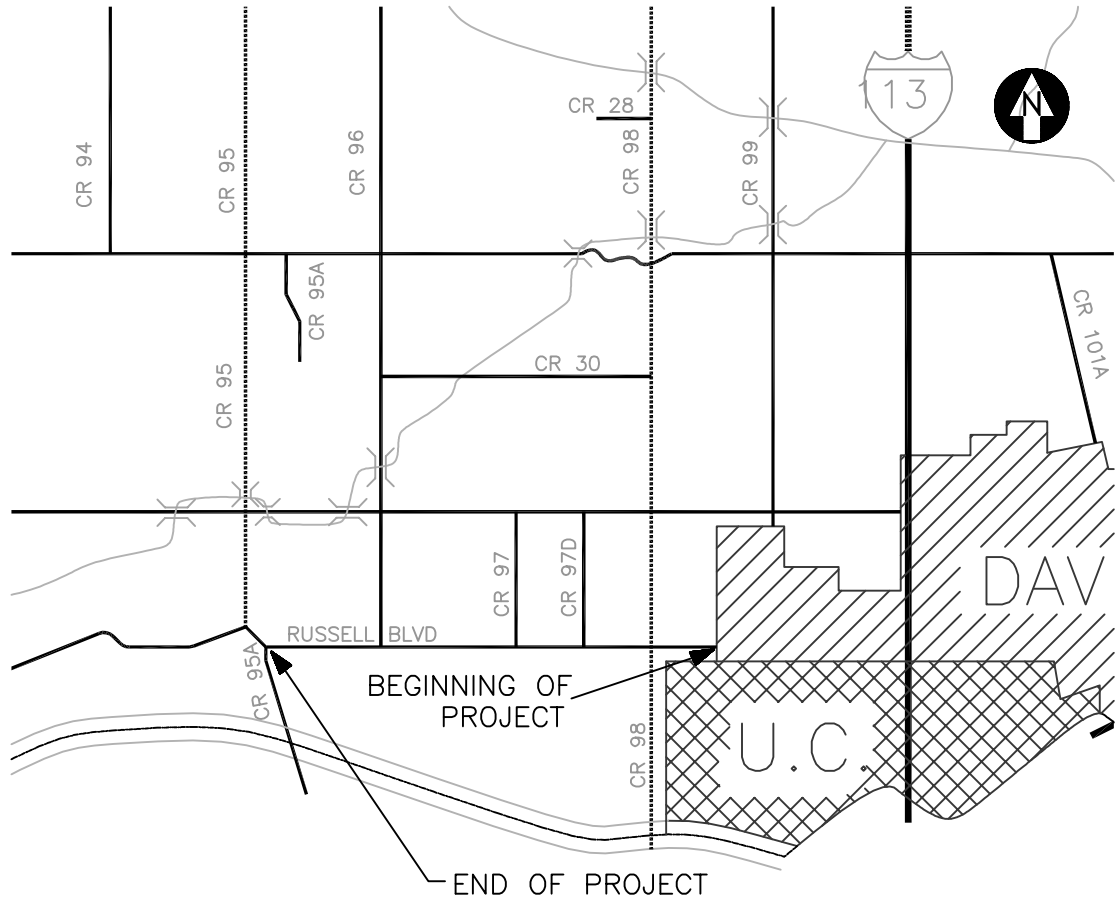 CR 94
CR 95
CR 96
CR 28
CR 98
CR 99
113
N
CR 95A
CR 95
CR 30
CR 101A
CR 97
CR 97D
DAV
RUSSELL BLVD
CR 95A
BEGINNING OF
PROJECT
CR 98
U.C.
END OF PROJECT